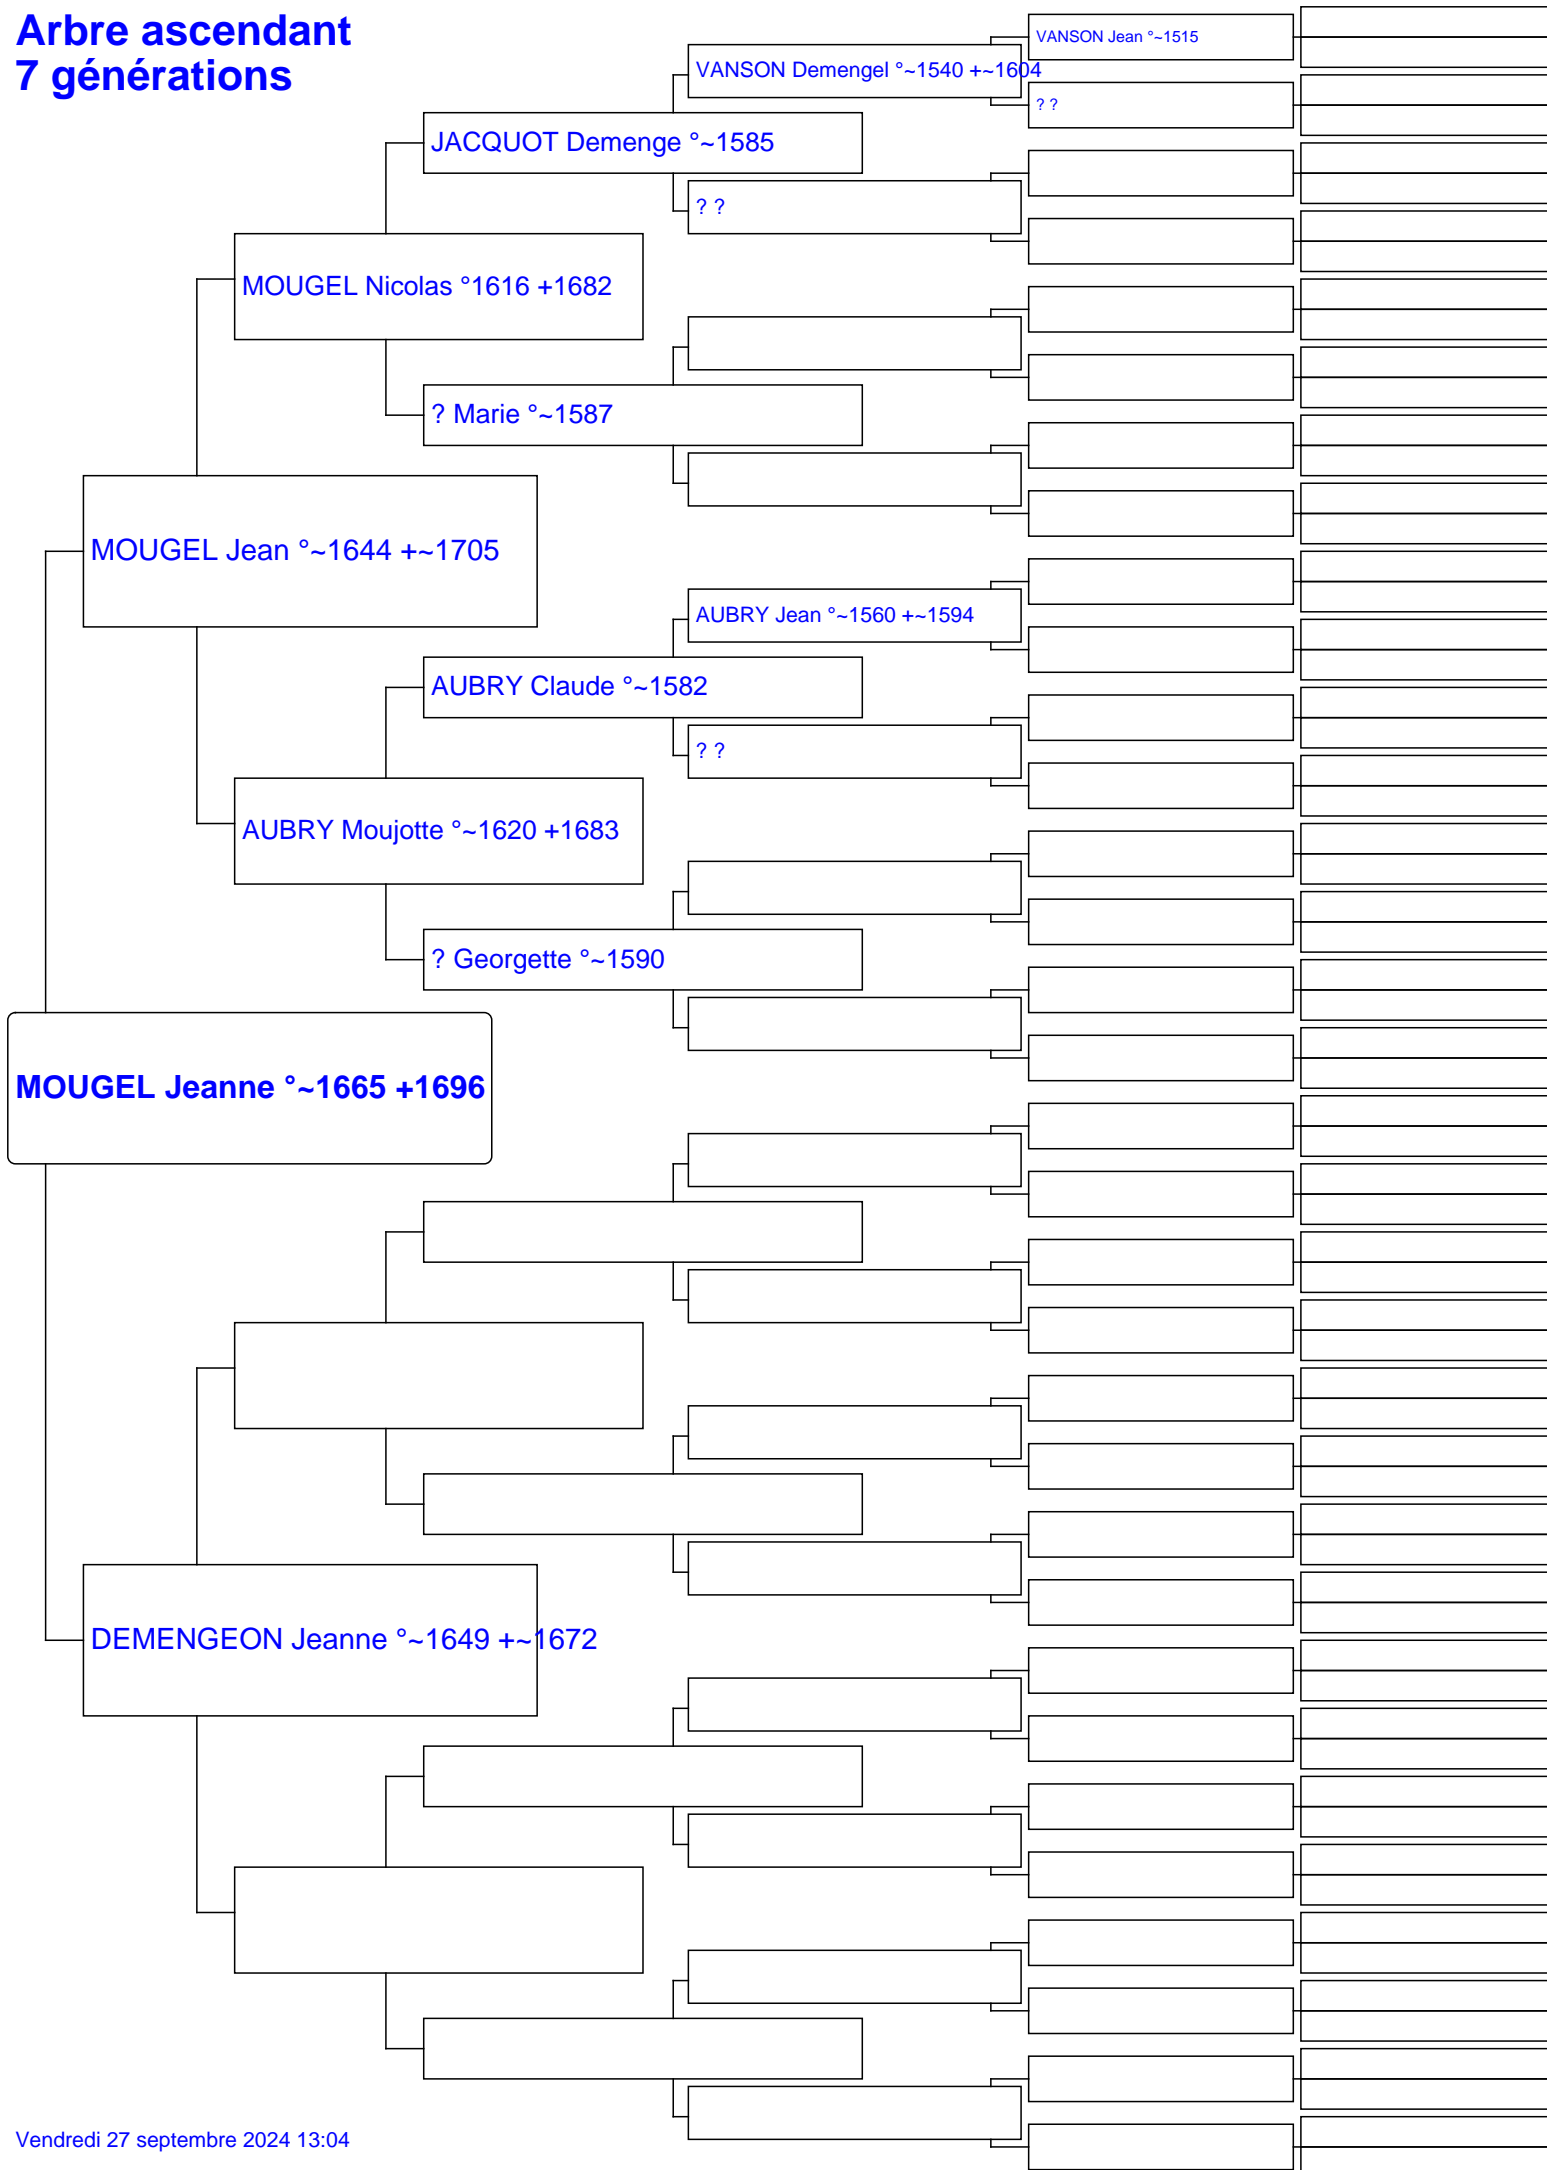 Arbre ascendant
7 générations
VANSON Jean °~1515
VANSON Demengel °~1540 +~1604
? ?
JACQUOT Demenge °~1585
? ?
MOUGEL Nicolas °1616 +1682
? Marie °~1587
MOUGEL Jean °~1644 +~1705
AUBRY Jean °~1560 +~1594
AUBRY Claude °~1582
? ?
AUBRY Moujotte °~1620 +1683
? Georgette °~1590
MOUGEL Jeanne °~1665 +1696
DEMENGEON Jeanne °~1649 +~1672
Vendredi 27 septembre 2024 13:04